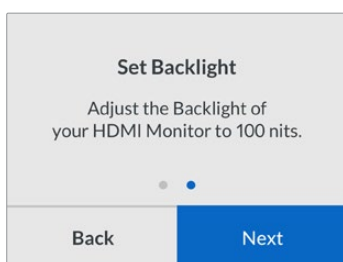 Set Backlight
Adjust the Backlight of
your HDMI Monitor to 100 nits.
Back
Next